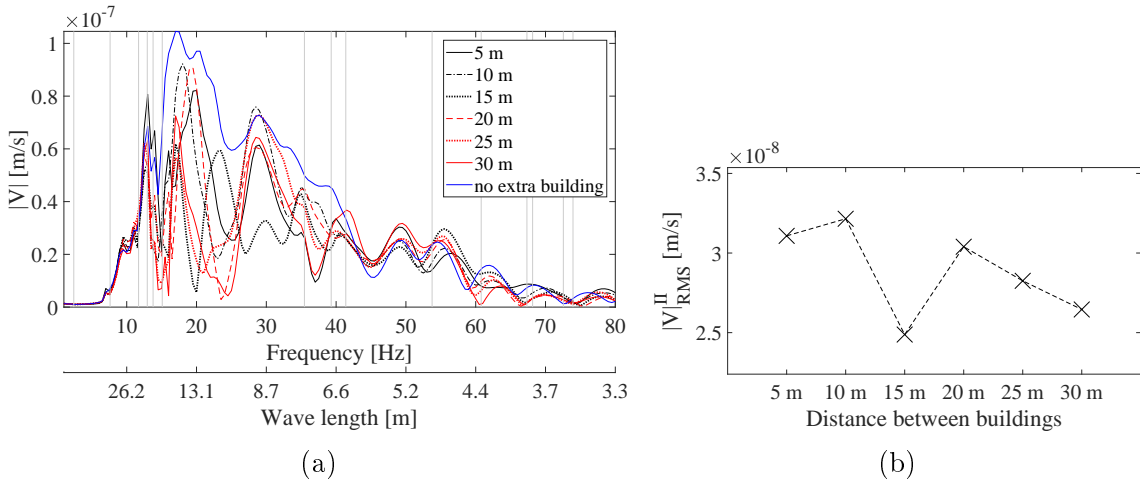 ×10⁻⁷
1
0.8
0.6
0.4
0.2
0
|V| [m/s]
5 m
10 m
15 m
20 m
25 m
30 m
no extra building
10 20 30 40 50 60 70 80
Frequency [Hz]
26.2 13.1 8.7 6.6 5.2 4.4 3.7 3.3
Wave length [m]
(a)
×10⁻⁸
3.5
3
2.5
|V|ᴵᴵRMS [m/s]
5 m 10 m 15 m 20 m 25 m 30 m
Distance between buildings
(b)